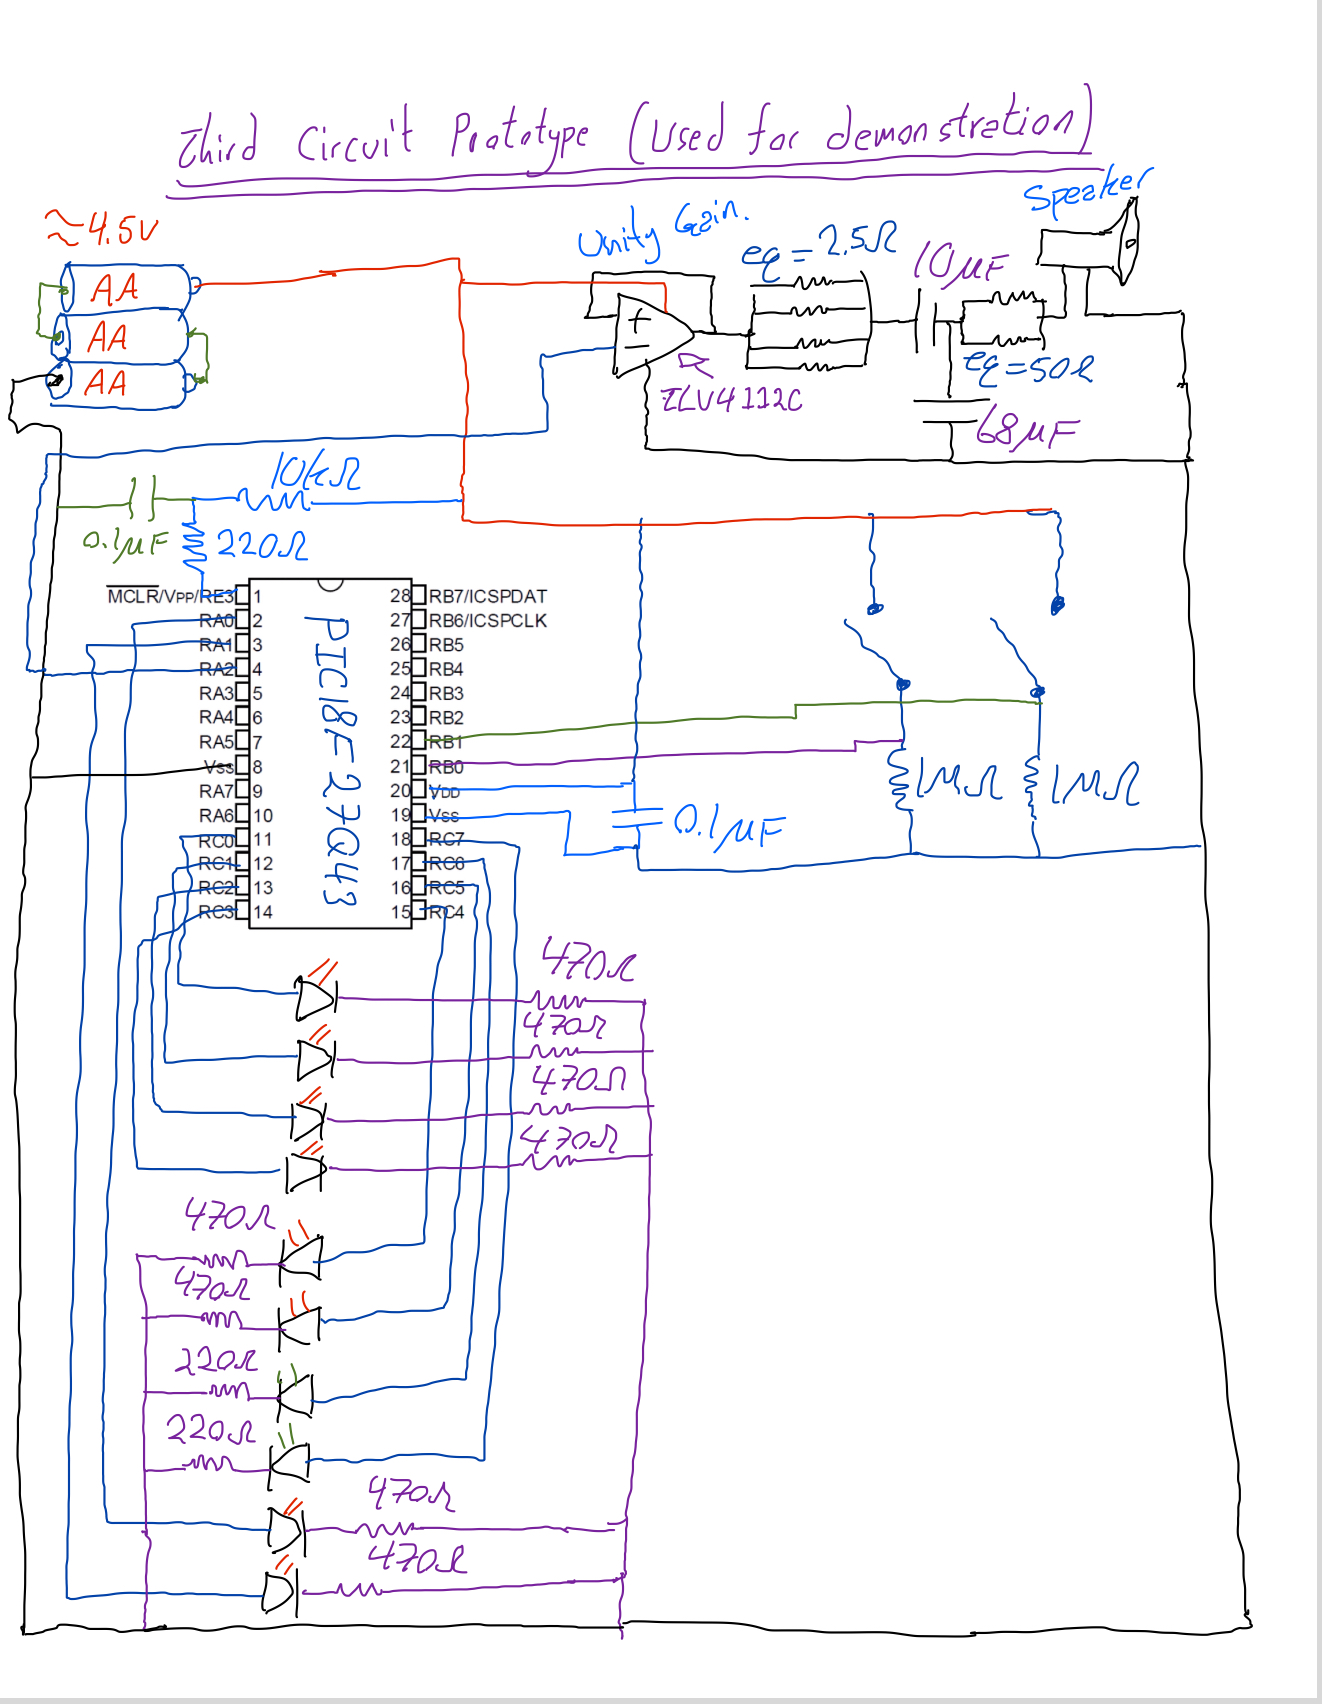 Third Circuit Prototype (Used for demonstration)
Speaker
≈4.5V
Unity Gain.
eq = 2.5Ω
10μF
AA
AA
AA
+
−
eq = 50Ω
TLV4112C
68μF
10kΩ
0.1μF
220Ω
MCLR/VPP/RE3 1 28 RB7/ICSPDAT
RA0 2 27 RB6/ICSPCLK
RA1 3 26 RB5
RA2 4 25 RB4
RA3 5 24 RB3
RA4 6 23 RB2
RA5 7 22 RB1
VSS 8 21 RB0
RA7 9 20 VDD
RA6 10 19 VSS
RC0 11 18 RC7
RC1 12 17 RC6
RC2 13 16 RC5
RC3 14 15 RC4
PIC18F27Q43
1MΩ
1MΩ
0.1μF
470Ω
470Ω
470Ω
470Ω
470Ω
470Ω
220Ω
220Ω
470Ω
470Ω